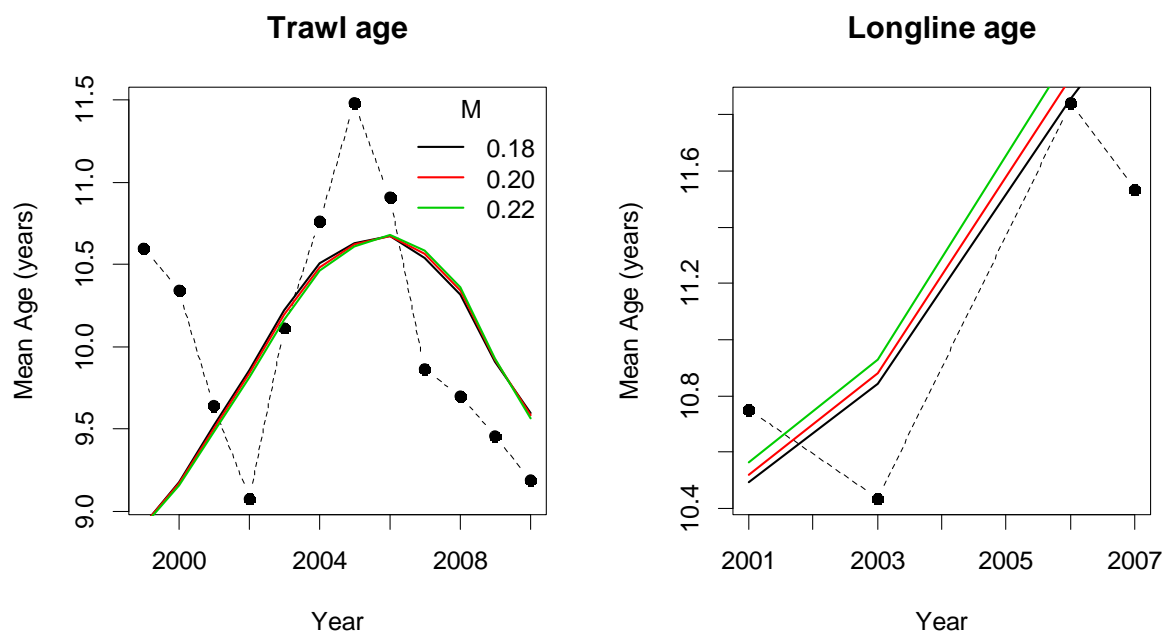 Trawl age
Mean Age (years)
11.5
11.0
10.5
10.0
9.5
9.0
M
0.18
0.20
0.22
2000
2004
2008
Year
Longline age
Mean Age (years)
11.6
11.2
10.8
10.4
2001
2003
2005
2007
Year